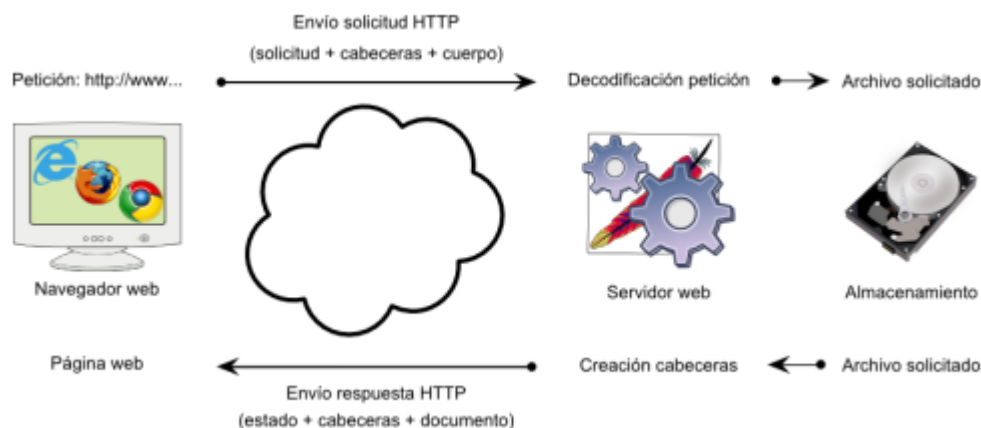 Envío solicitud HTTP
(solicitud + cabeceras + cuerpo)
Petición: http://www...
Decodificación petición
Archivo solicitado
Navegador web
Servidor web
Almacenamiento
Página web
Creación cabeceras
Archivo solicitado
Envío respuesta HTTP
(estado + cabeceras + documento)